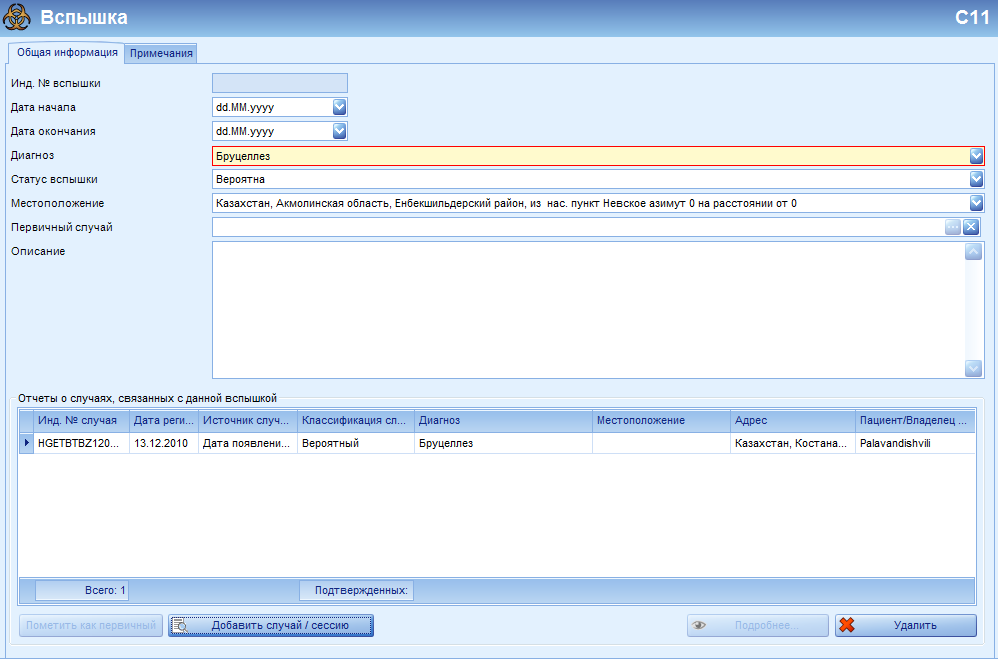 Вспышка
C11
Общая информация
Примечания
Инд. № вспышки
Дата начала
dd.MM.yyyy
Дата окончания
dd.MM.yyyy
Диагноз
Бруцеллез
Статус вспышки
Вероятна
Местоположение
Казахстан, Акмолинская область, Енбекшильдерский район, из нас. пункт Невское азимут 0 на расстоянии от 0
Первичный случай
Описание
Отчеты о случаях, связанных с данной вспышкой
Инд. № случая Дата реги... Источник случ... Классификация сл... Диагноз Местоположение Адрес Пациент/Владелец ...
HGETBTBZ120... 13.12.2010 Дата появлени... Вероятный Бруцеллез Казахстан, Костана... Palavandishvili
Всего: 1 Подтвержденных:
Пометить как первичный Добавить случай / сессию Подробнее... Удалить